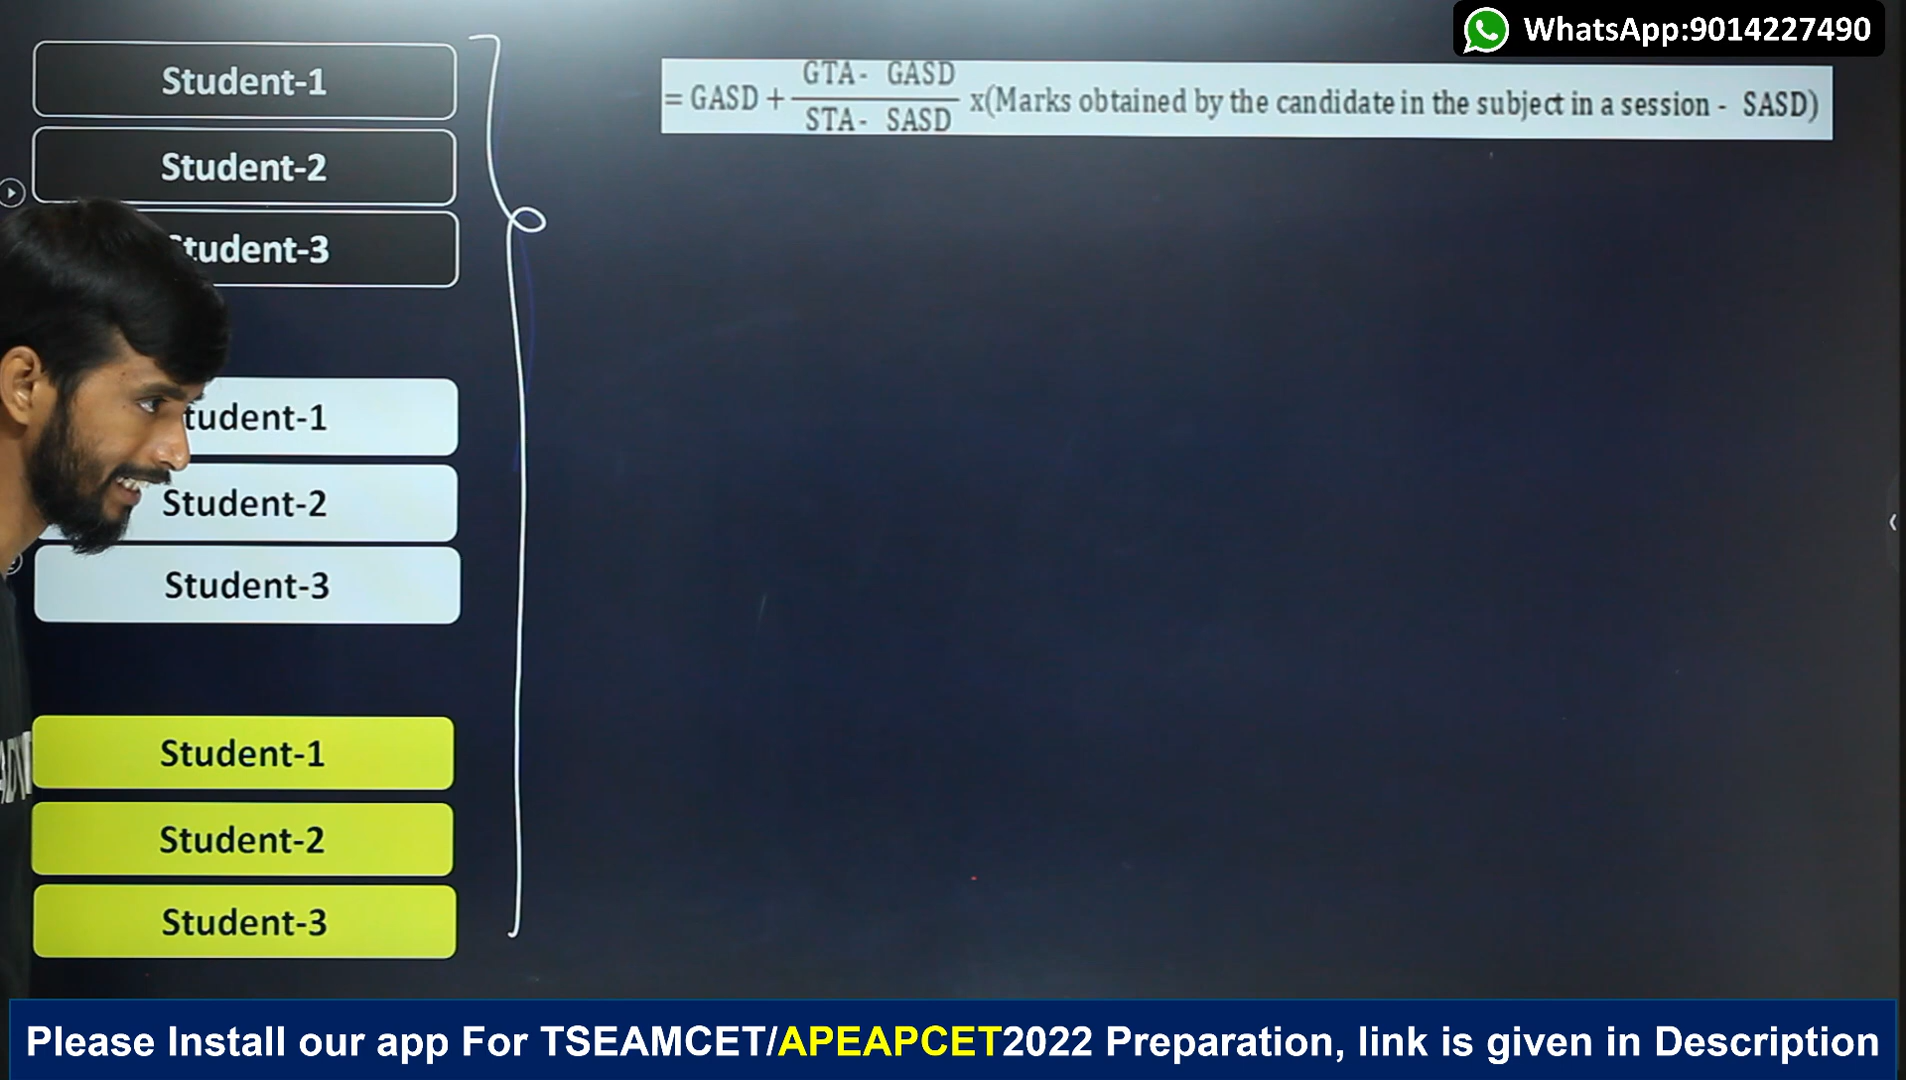 WhatsApp:9014227490
Student-1
= GASD + GTA - GASD / STA - SASD x(Marks obtained by the candidate in the subject in a session - SASD)
Student-2
tudent-3
tudent-1
Student-2
Student-3
Student-1
Student-2
Student-3
Please Install our app For TSEAMCET/APEAPCET2022 Preparation, link is given in Description